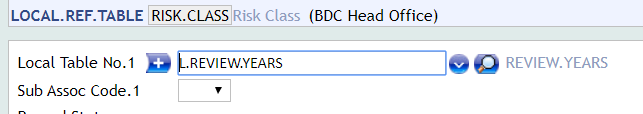 LOCAL.REF.TABLE RISK.CLASS Risk Class (BDC Head Office)
Local Table No.1 L.REVIEW.YEARS REVIEW.YEARS
Sub Assoc Code.1